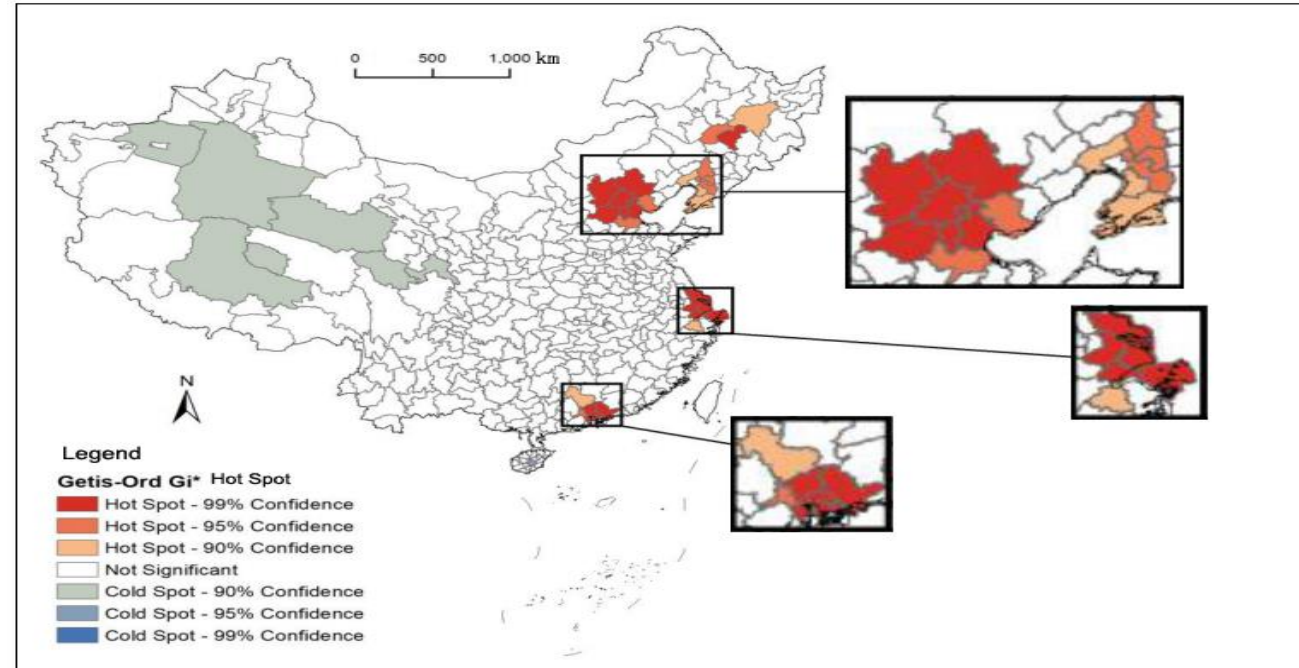 0 500 1,000 km
N
Legend
Getis-Ord Gi* Hot Spot
Hot Spot - 99% Confidence
Hot Spot - 95% Confidence
Hot Spot - 90% Confidence
Not Significant
Cold Spot - 90% Confidence
Cold Spot - 95% Confidence
Cold Spot - 99% Confidence